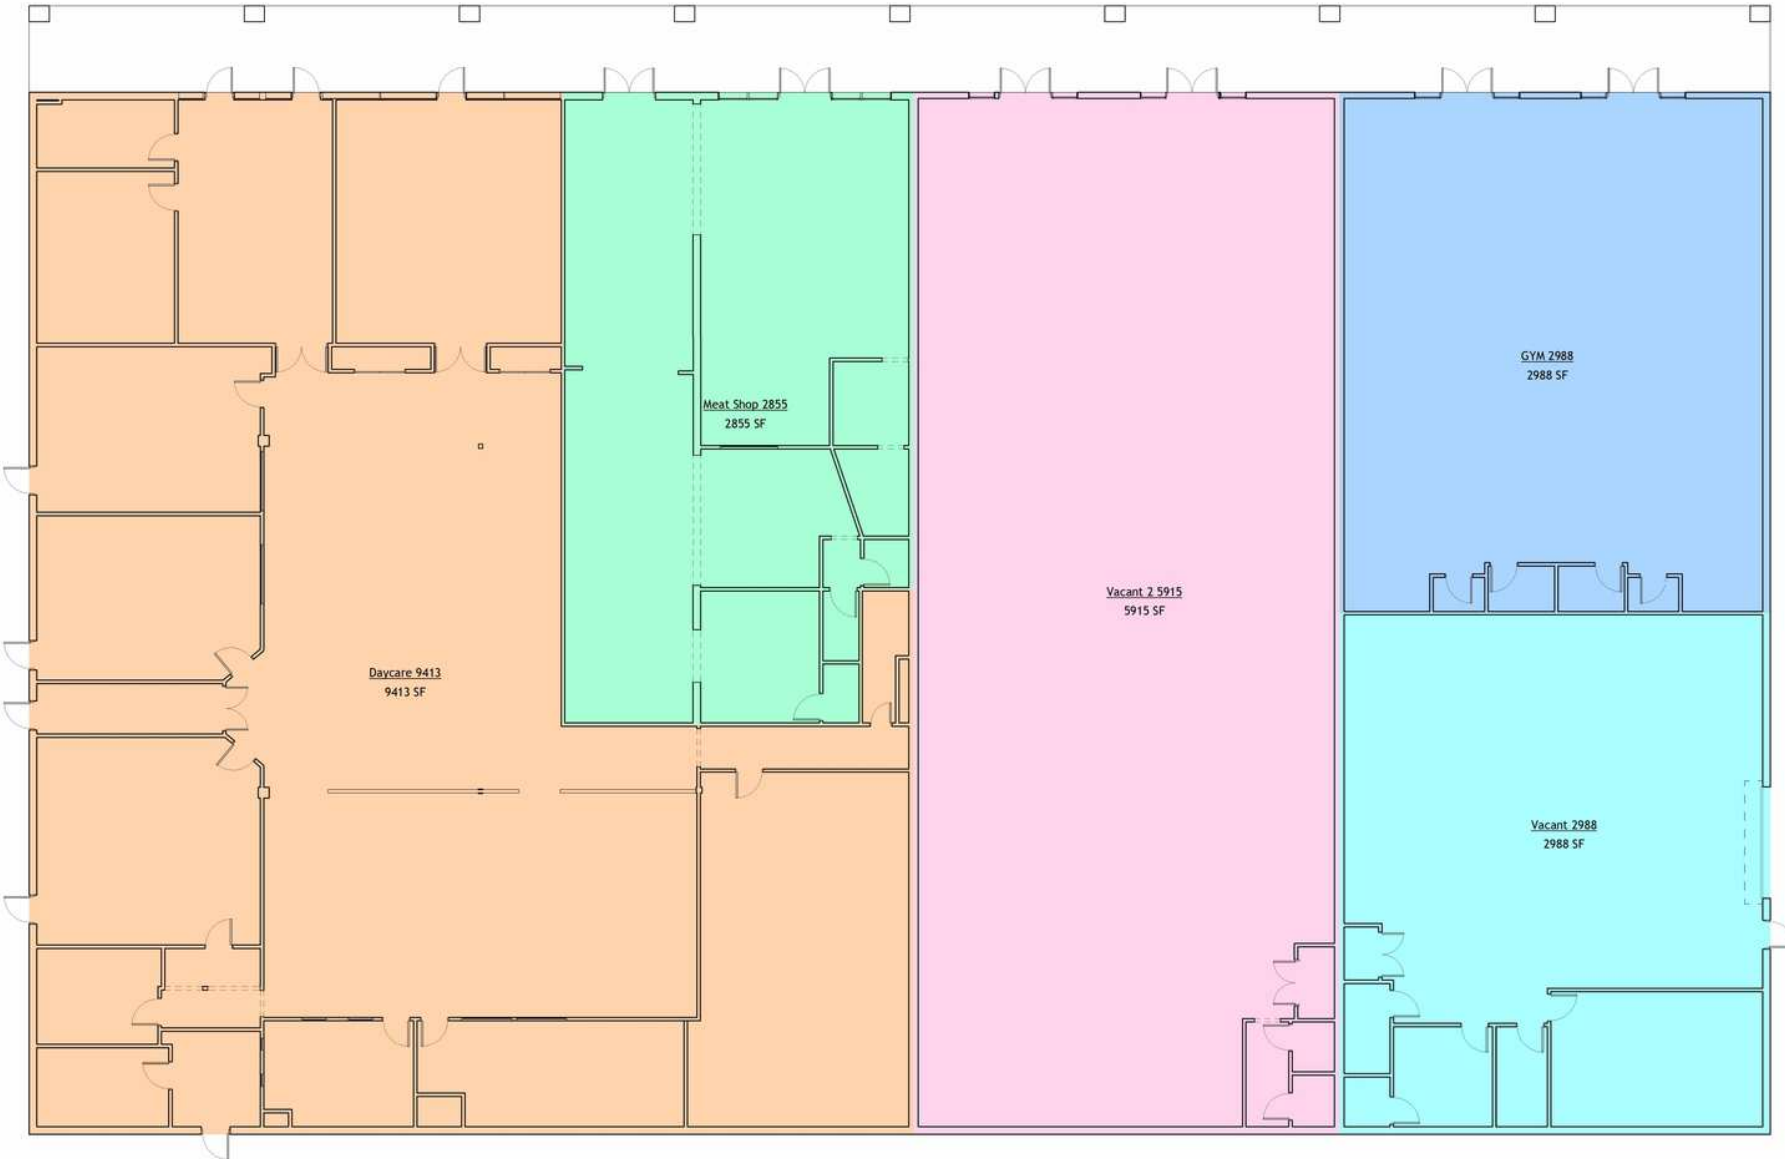 GYM 2988
2988 SF
Meat Shop 2855
2855 SF
Vacant 2 5915
5915 SF
Daycare 9413
9413 SF
Vacant 2988
2988 SF